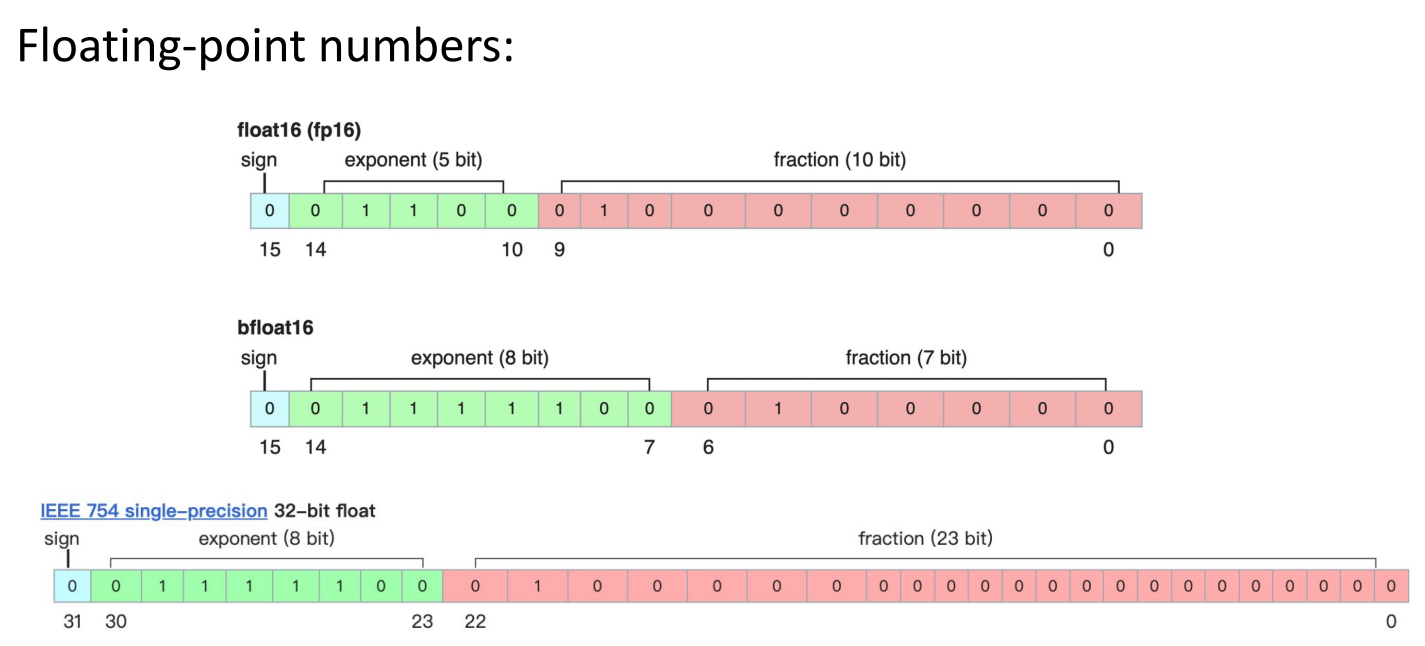 Floating-point numbers:
float16 (fp16)
sign exponent (5 bit) fraction (10 bit)
0 0 1 1 0 0 0 1 0 0 0 0 0 0 0 0
15 14 10 9 0
bfloat16
sign exponent (8 bit) fraction (7 bit)
0 0 1 1 1 1 1 0 0 0 1 0 0 0 0 0
15 14 7 6 0
IEEE 754 single–precision 32–bit float
sign exponent (8 bit) fraction (23 bit)
0 0 1 1 1 1 1 0 0 0 1 0 0 0 0 0 0 0 0 0 0 0 0 0 0 0 0 0 0 0 0 0
31 30 23 22 0